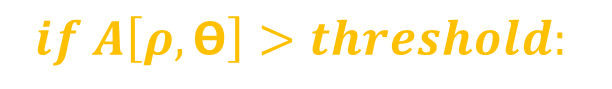 if A[ρ,ϴ] > threshold: